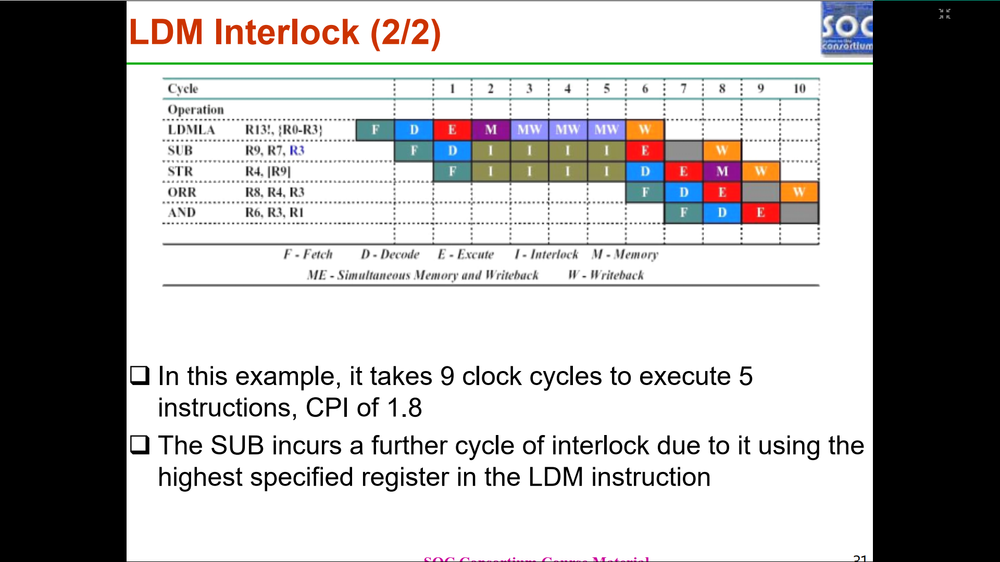 LDM Interlock (2/2)
SOC
consortium
Cycle 1 2 3 4 5 6 7 8 9 10
Operation
LDMLA R13!, {R0-R3} F D E M MW MW MW W
SUB R9, R7, R3 F D I I I I E W
STR R4, [R9] F I I I I D E M W
ORR R8, R4, R3 F D E W
AND R6, R3, R1 F D E
F - Fetch D - Decode E - Excute I - Interlock M - Memory
ME - Simultaneous Memory and Writeback W - Writeback
❑ In this example, it takes 9 clock cycles to execute 5
instructions, CPI of 1.8
❑ The SUB incurs a further cycle of interlock due to it using the
highest specified register in the LDM instruction
SOC Consortium Course Material
31